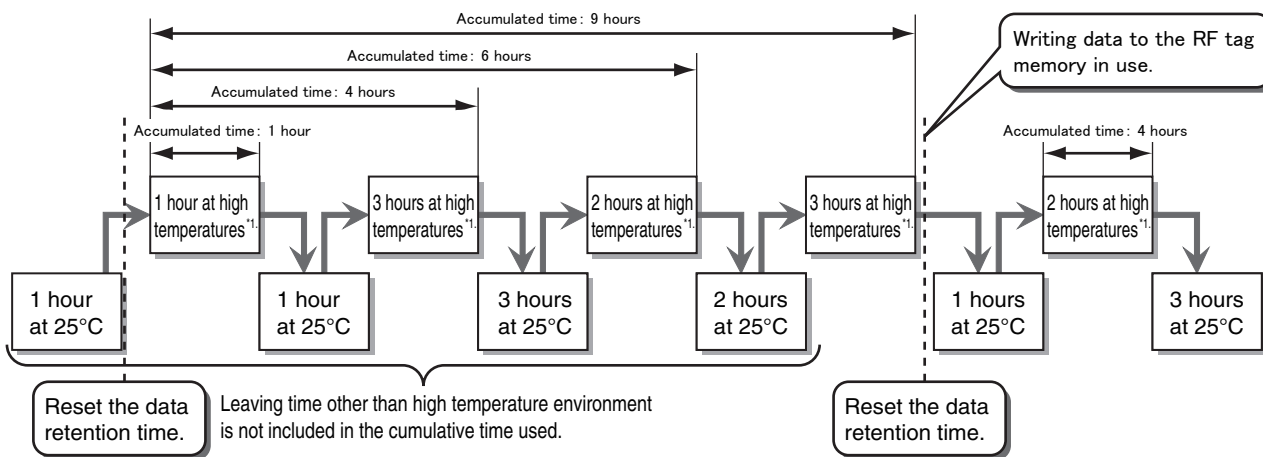 Accumulated time: 9 hours
Accumulated time: 6 hours
Accumulated time: 4 hours
Accumulated time: 1 hour
Writing data to the RF tag
memory in use.
Accumulated time: 4 hours
1 hour at high
temperatures*1.
3 hours at high
temperatures*1.
2 hours at high
temperatures*1.
3 hours at high
temperatures*1.
2 hours at high
temperatures*1.
1 hour
at 25°C
1 hour
at 25°C
3 hours
at 25°C
2 hours
at 25°C
1 hours
at 25°C
3 hours
at 25°C
Reset the data
retention time.
Leaving time other than high temperature environment
is not included in the cumulative time used.
Reset the data
retention time.